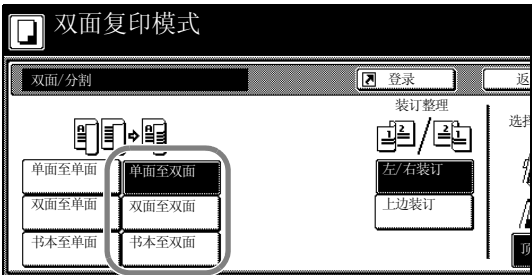 双面复印模式
双面/分割
登录
返
装订整理
选择
单面至单面
单面至双面
左/右装订
双面至单面
双面至双面
上边装订
书本至单面
书本至双面
顶